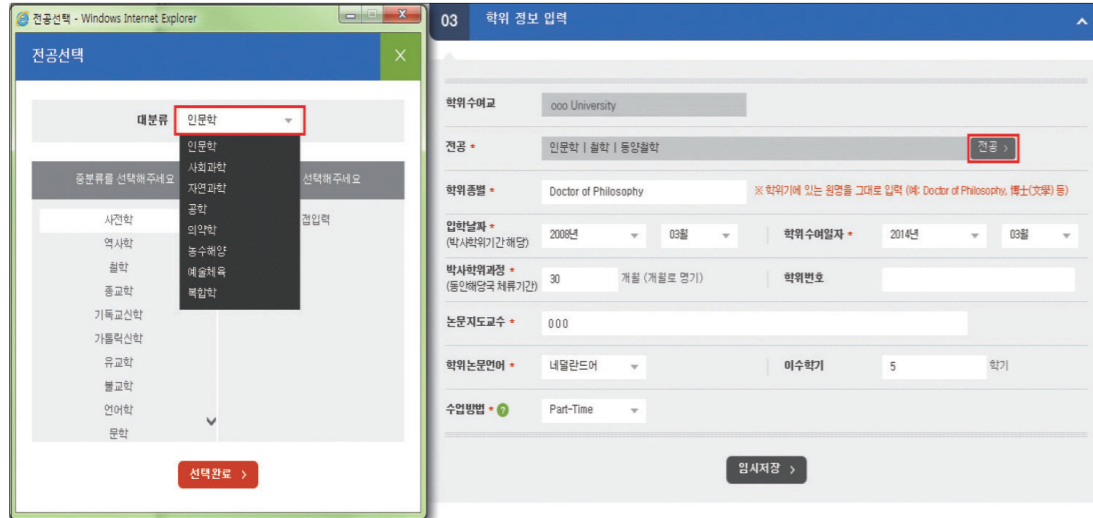 전공선택 - Windows Internet Explorer
전공선택
대분류 인문학
인문학
사회과학
자연과학
공학
의약학
농수해양
예술체육
복합학
중분류를 선택해주세요
선택해주세요
사전학
역사학
철학
종교학
기독교신학
가톨릭신학
유교학
불교학
언어학
문학
접입력
선택완료 >
03 학위 정보 입력
학위수여교 ooo University
전공 * 인문학 | 철학 | 동양철학 전공 >
학위종별 * Doctor of Philosophy ※ 학위기에 있는 원명을 그대로 입력 (예: Doctor of Philosophy, 博士(文學) 등)
입학날짜 * 2008년 03월 학위수여일자 * 2014년 03월
(박사학위기간 해당)
박사학위과정 * 30 개월 (개월로 명기) 학위번호
(동안해당국 체류기간)
논문지도교수 * 000
학위논문언어 * 네덜란드어 이수학기 5 학기
수업방법 * ? Part-Time
임시저장 >